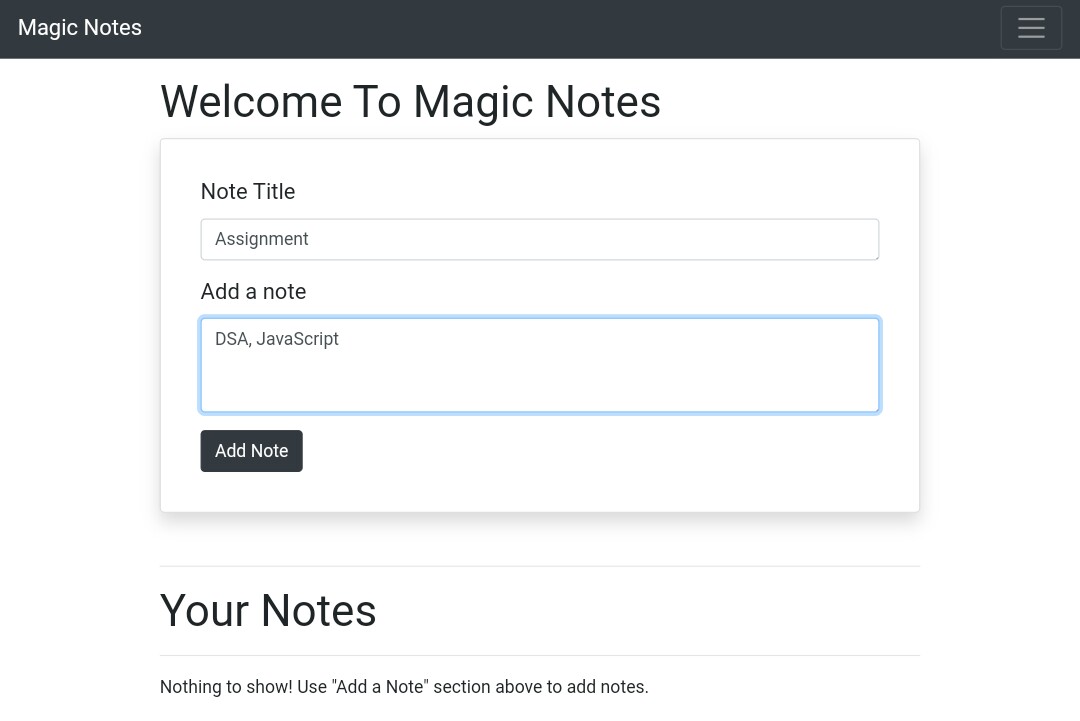 Magic Notes
Welcome To Magic Notes
Note Title
Assignment
Add a note
DSA, JavaScript
Add Note
Your Notes
Nothing to show! Use "Add a Note" section above to add notes.